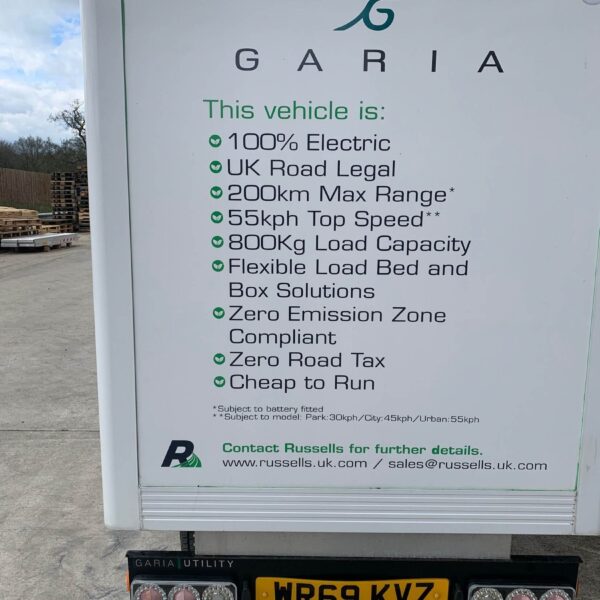 GARIA
This vehicle is:
100% Electric
UK Road Legal
200km Max Range*
55kph Top Speed**
800Kg Load Capacity
Flexible Load Bed and
Box Solutions
Zero Emission Zone
Compliant
Zero Road Tax
Cheap to Run
*Subject to battery fitted
**Subject to model: Park:30kph/City:45kph/Urban:55kph
R
Contact Russells for further details.
www.russells.uk.com / sales@russells.uk.com
GARIA UTILITY
WR69 KVZ